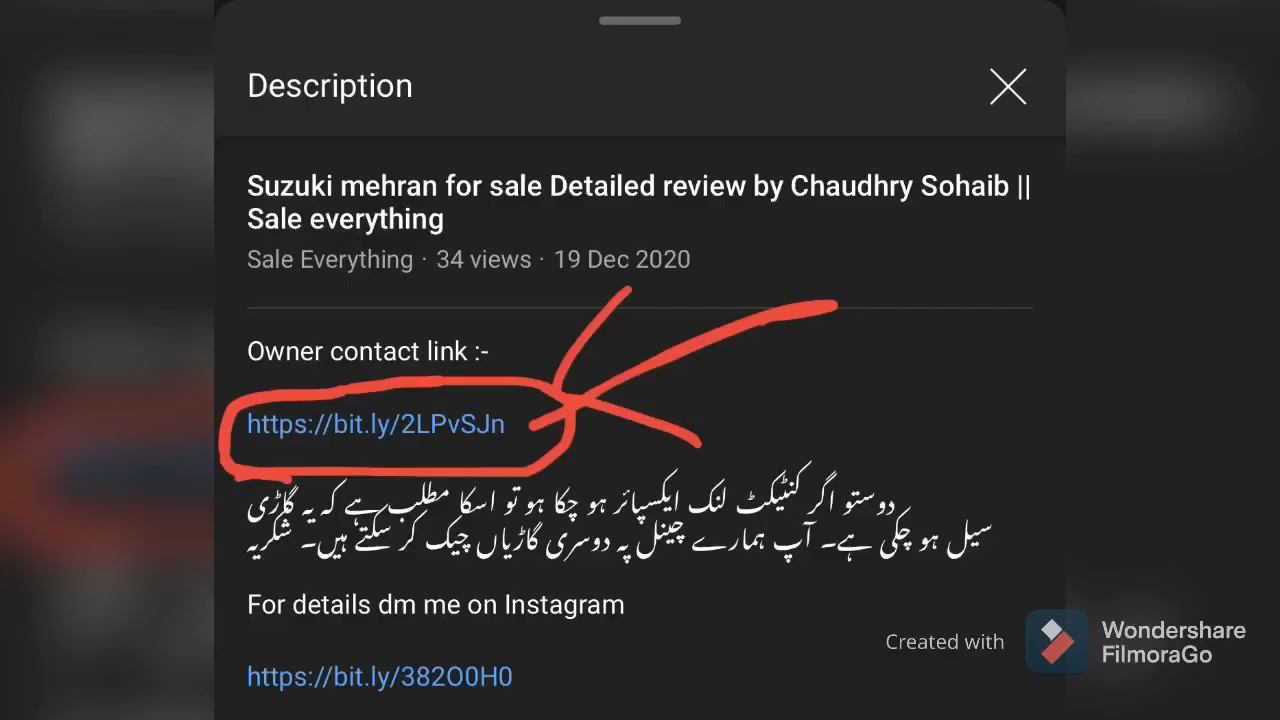 Description
Suzuki mehran for sale Detailed review by Chaudhry Sohaib ||
Sale everything
Sale Everything · 34 views · 19 Dec 2020
Owner contact link :-
https://bit.ly/2LPvSJn
دوستو اگر کنٹیکٹ لنک ایکسپائر ہو چکا ہو تو اسکا مطلب ہے کہ یہ گاڑی
سیل ہو چکی ہے۔ آپ ہمارے چینل پہ دوسری گاڑیاں چیک کر سکتے ہیں۔ شکریہ
For details dm me on Instagram
https://bit.ly/382O0H0
Created with
Wondershare
FilmoraGo